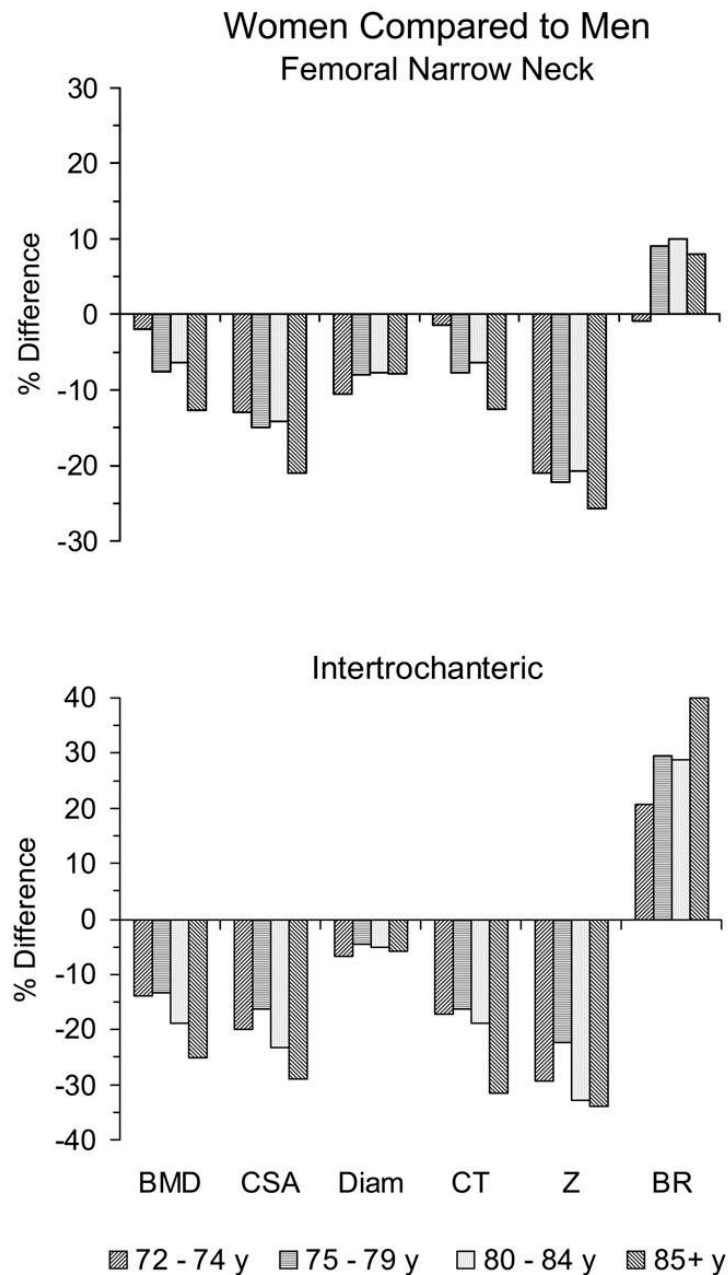 Women Compared to Men
Femoral Narrow Neck
30
20
10
0
-10
-20
-30
% Difference
Intertrochanteric
40
30
20
10
0
-10
-20
-30
-40
% Difference
BMD CSA Diam CT Z BR
72 - 74 y 75 - 79 y 80 - 84 y 85+ y